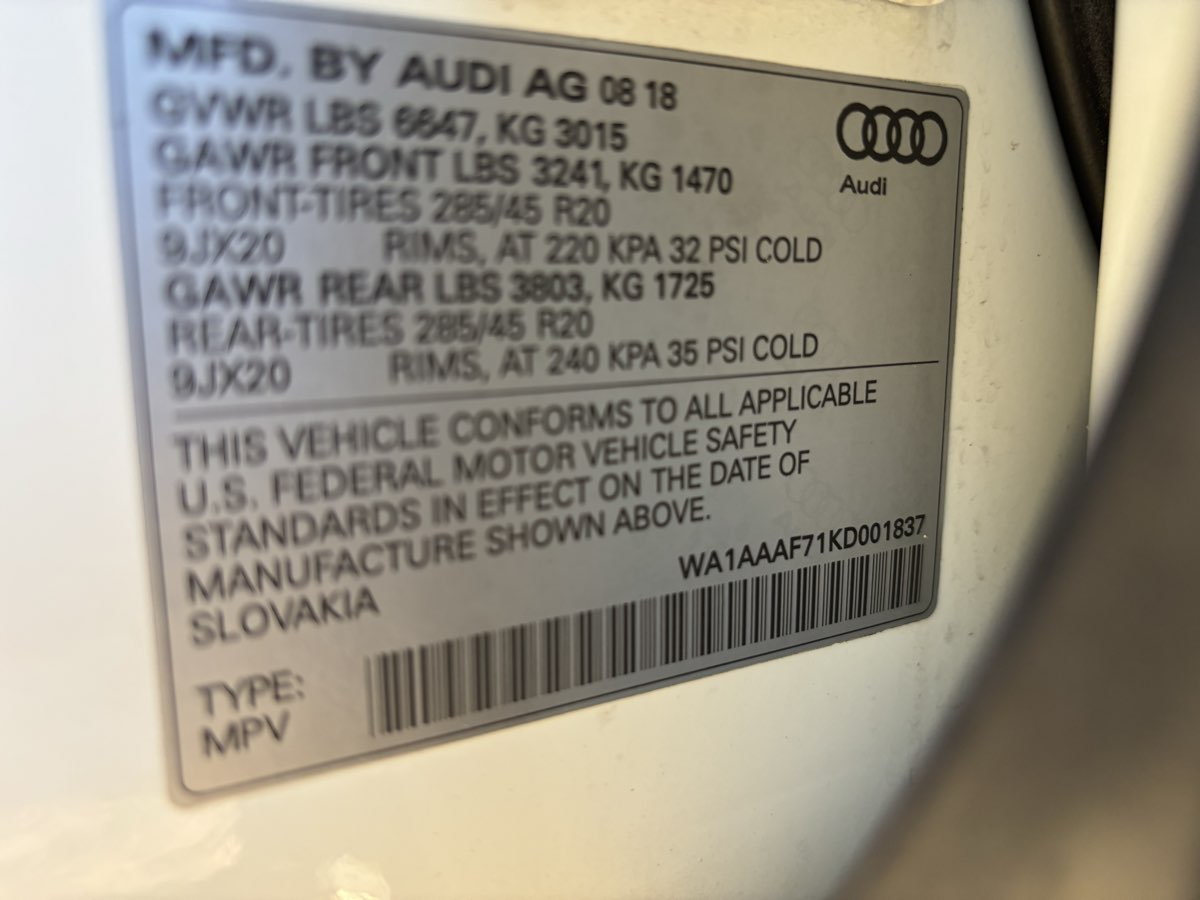 MFD. BY AUDI AG 08 18
GVWR LBS 6647, KG 3015
GAWR FRONT LBS 3241, KG 1470
FRONT-TIRES 285/45 R20
9JX20 RIMS, AT 220 KPA 32 PSI COLD
GAWR REAR LBS 3803, KG 1725
REAR-TIRES 285/45 R20
9JX20 RIMS, AT 240 KPA 35 PSI COLD
Audi
THIS VEHICLE CONFORMS TO ALL APPLICABLE
U.S. FEDERAL MOTOR VEHICLE SAFETY
STANDARDS IN EFFECT ON THE DATE OF
MANUFACTURE SHOWN ABOVE.
SLOVAKIA
WA1AAAF71KD001837
TYPE:
MPV